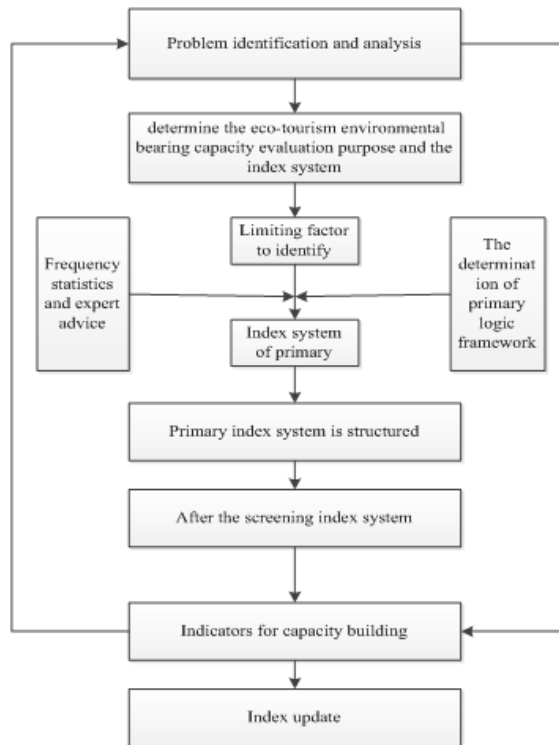 Problem identification and analysis
determine the eco-tourism environmental
bearing capacity evaluation purpose and the
index system
Limiting factor
to identify
Frequency
statistics
and expert
advice
The
determinat
ion of
primary
logic
framework
Index system
of primary
Primary index system is structured
After the screening index system
Indicators for capacity building
Index update